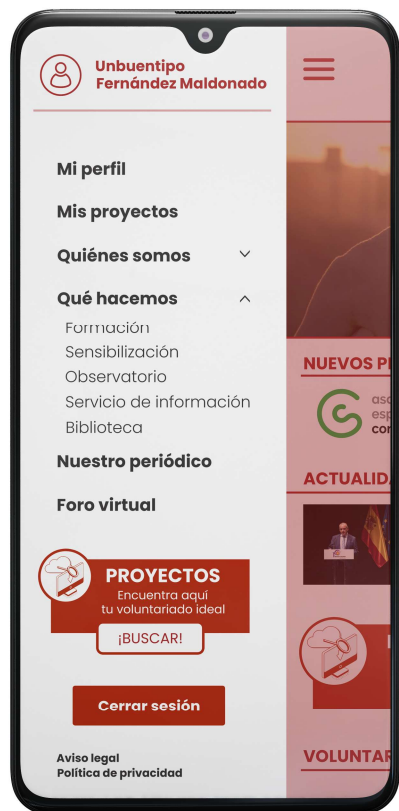 Unbuentipo
Fernández Maldonado
Mi perfil
Mis proyectos
Quiénes somos
Qué hacemos
Formación
Sensibilización
Observatorio
Servicio de información
Biblioteca
Nuestro periódico
Foro virtual
PROYECTOS
Encuentra aquí
tu voluntariado ideal
¡BUSCAR!
Cerrar sesión
Aviso legal
Política de privacidad
NUEVOS P
ACTUALID
VOLUNTAR